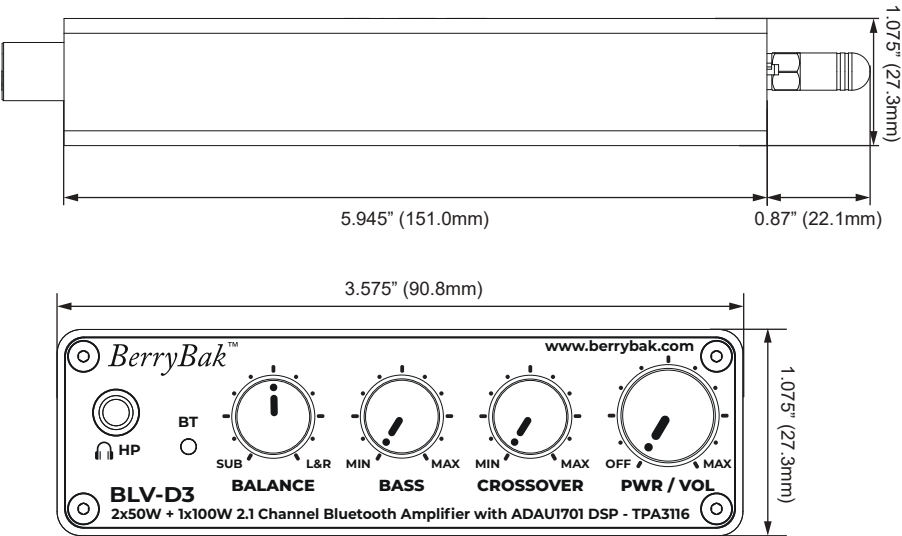 1.075” (27.3mm)
5.945” (151.0mm)
0.87” (22.1mm)
3.575” (90.8mm)
BerryBak™
www.berrybak.com
HP
BT
SUB
L&R
BALANCE
MIN
MAX
BASS
MIN
MAX
CROSSOVER
OFF
MAX
PWR / VOL
1.075” (27.3mm)
BLV-D3
2x50W + 1x100W 2.1 Channel Bluetooth Amplifier with ADAU1701 DSP - TPA3116